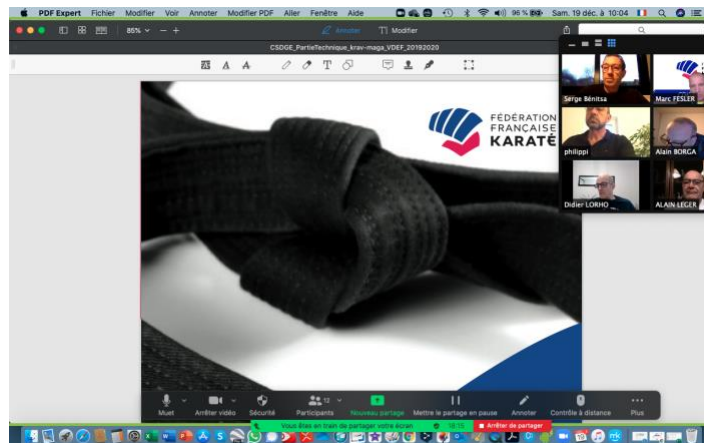 PDF Expert Fichier Modifier Voir Annoter Modifier PDF Aller Fenêtre Aide 96 % Sam. 19 déc. à 10:04
85% Annoter Modifier
CSDGE_PartieTechnique_krav-maga_VDEF_20192020
FÉDÉRATION
FRANÇAISE
KARATÉ
Serge Bénitsa Marc FESLER
philippi Alain BORGA
Didier LORHO ALAIN LEGER
Muet Arrêter vidéo Sécurité Participants 12 Nouveau partage Mettre le partage en pause Annoter Contrôle à distance Plus
Vous êtes en train de partager votre écran 18:15 Arrêter de partager